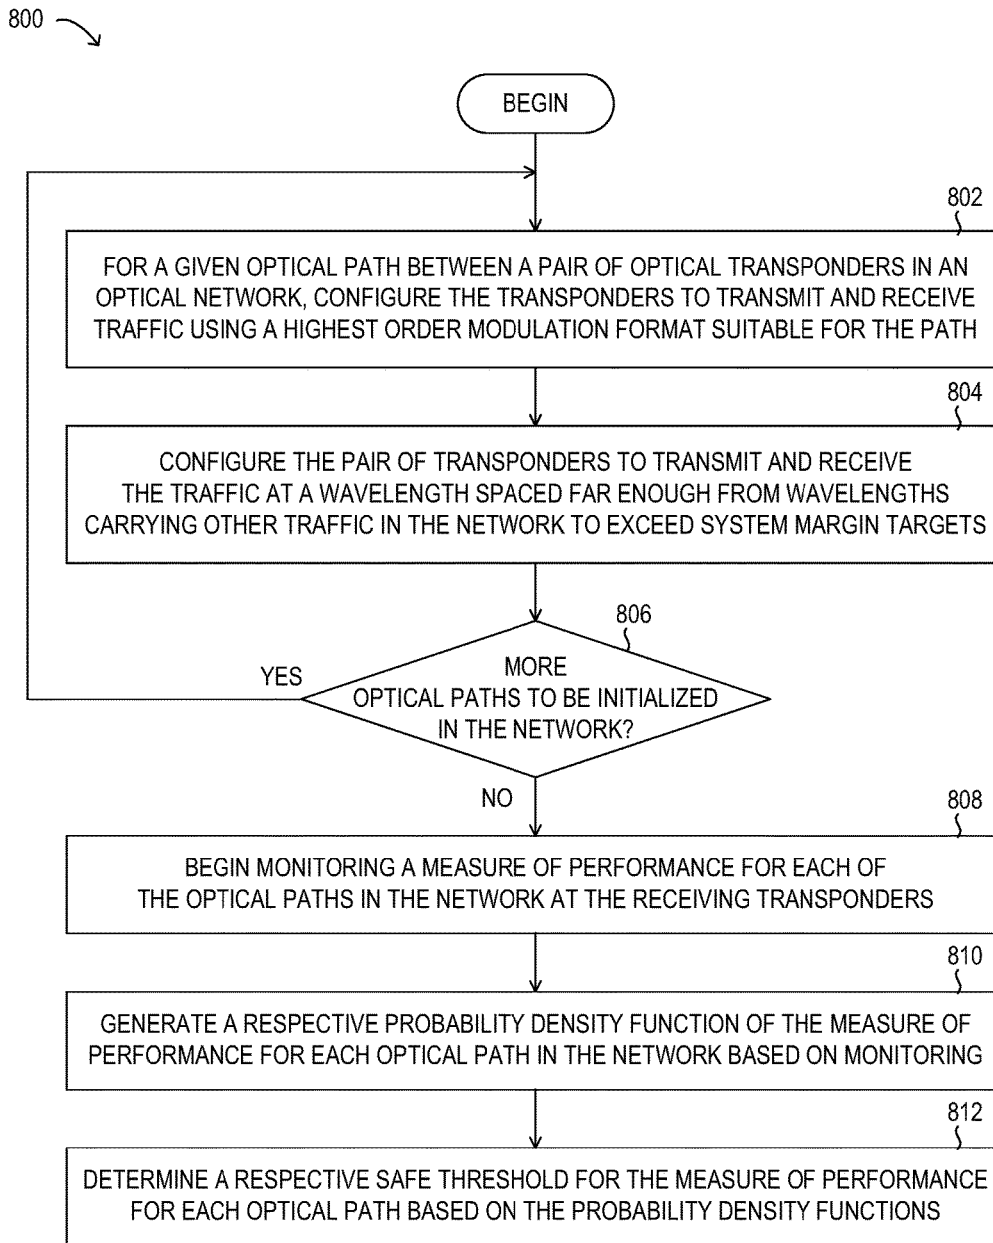 800
BEGIN
802
FOR A GIVEN OPTICAL PATH BETWEEN A PAIR OF OPTICAL TRANSPONDERS IN AN
OPTICAL NETWORK, CONFIGURE THE TRANSPONDERS TO TRANSMIT AND RECEIVE
TRAFFIC USING A HIGHEST ORDER MODULATION FORMAT SUITABLE FOR THE PATH
804
CONFIGURE THE PAIR OF TRANSPONDERS TO TRANSMIT AND RECEIVE
THE TRAFFIC AT A WAVELENGTH SPACED FAR ENOUGH FROM WAVELENGTHS
CARRYING OTHER TRAFFIC IN THE NETWORK TO EXCEED SYSTEM MARGIN TARGETS
806
YES
MORE
OPTICAL PATHS TO BE INITIALIZED
IN THE NETWORK?
NO
808
BEGIN MONITORING A MEASURE OF PERFORMANCE FOR EACH OF
THE OPTICAL PATHS IN THE NETWORK AT THE RECEIVING TRANSPONDERS
810
GENERATE A RESPECTIVE PROBABILITY DENSITY FUNCTION OF THE MEASURE OF
PERFORMANCE FOR EACH OPTICAL PATH IN THE NETWORK BASED ON MONITORING
812
DETERMINE A RESPECTIVE SAFE THRESHOLD FOR THE MEASURE OF PERFORMANCE
FOR EACH OPTICAL PATH BASED ON THE PROBABILITY DENSITY FUNCTIONS